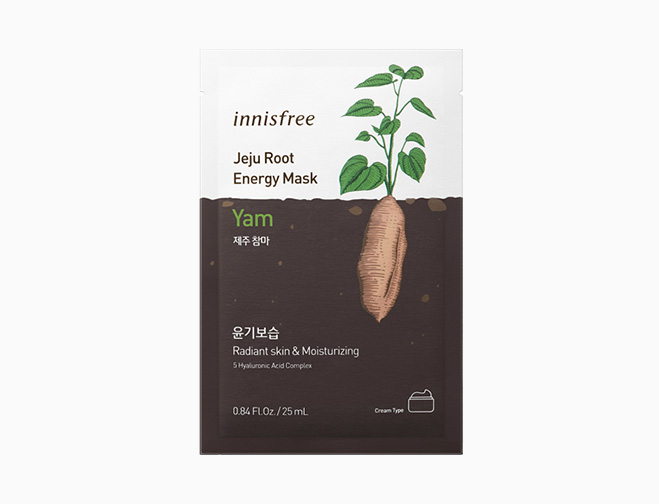 innisfree
Jeju Root
Energy Mask
Yam
제주 참마
윤기보습
Radiant skin & Moisturizing
5 Hyaluronic Acid Complex
0.84 Fl.Oz. / 25 mL
Cream Type